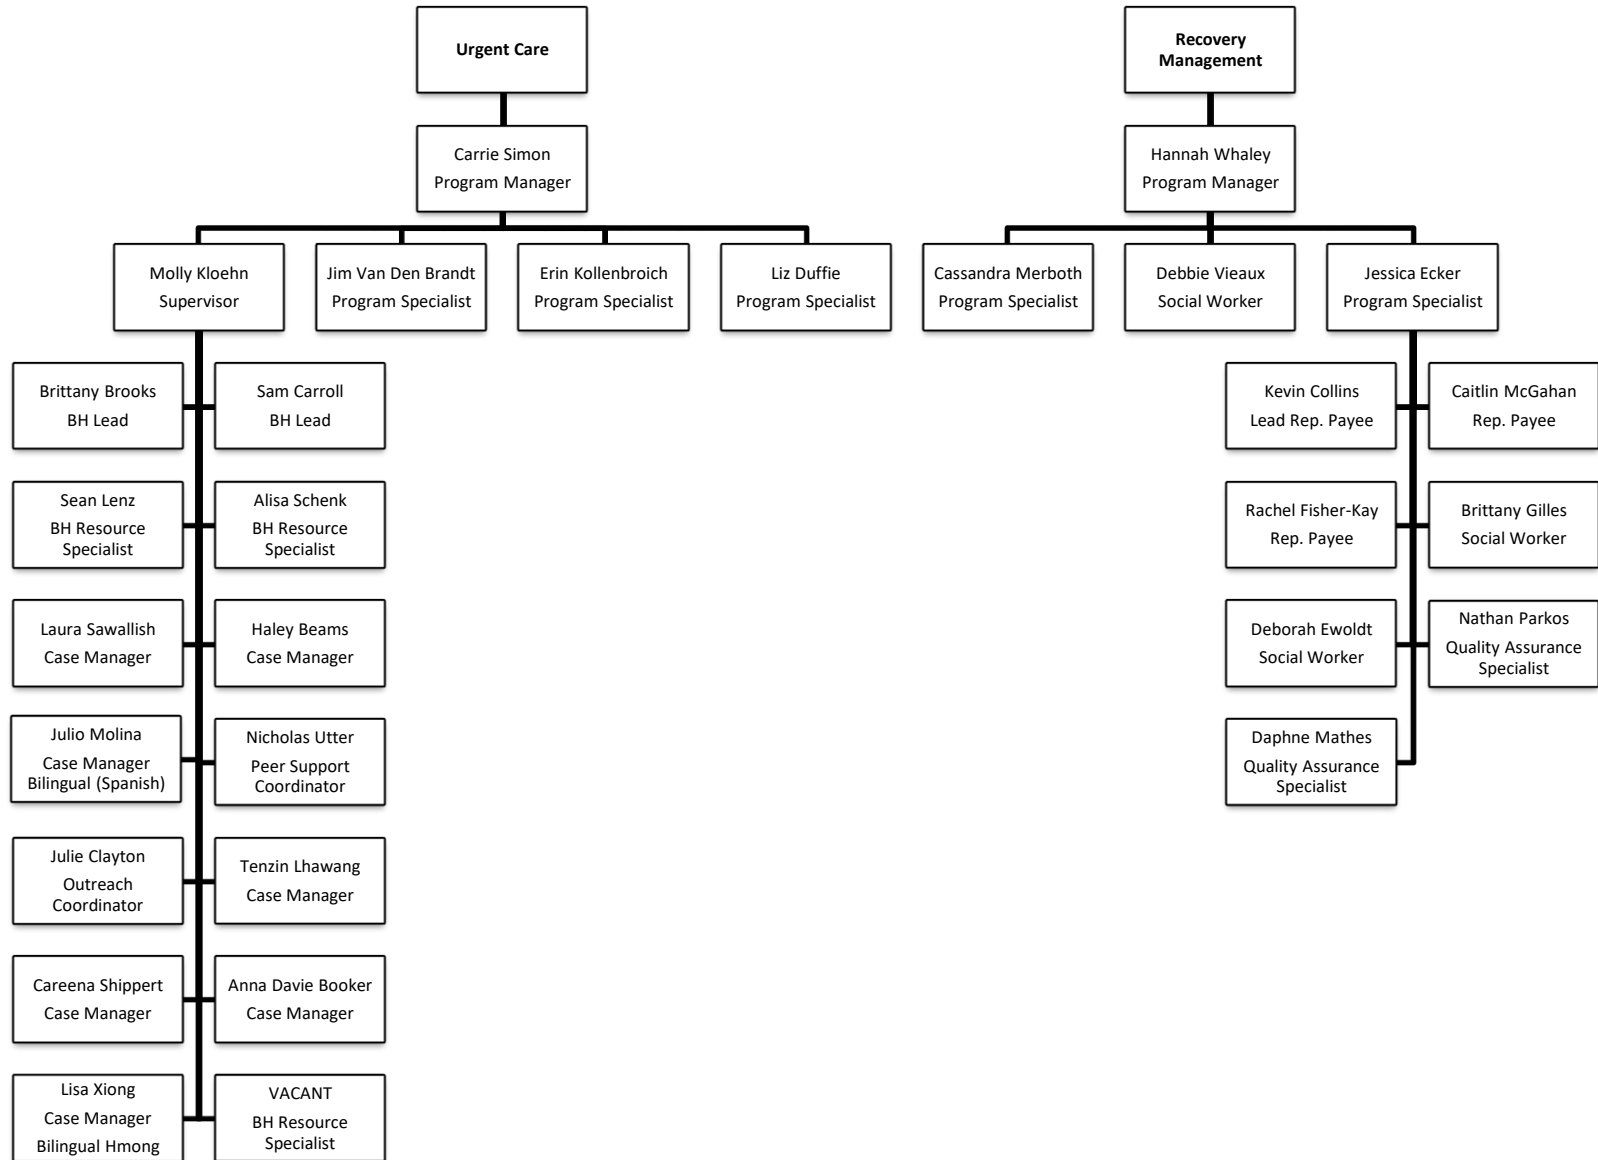 Urgent Care
Recovery
Management
Carrie Simon
Program Manager
Hannah Whaley
Program Manager
Molly Kloehn
Supervisor
Jim Van Den Brandt
Program Specialist
Erin Kollenbroich
Program Specialist
Liz Duffie
Program Specialist
Cassandra Merboth
Program Specialist
Debbie Vieaux
Social Worker
Jessica Ecker
Program Specialist
Brittany Brooks
BH Lead
Sam Carroll
BH Lead
Kevin Collins
Lead Rep. Payee
Caitlin McGahan
Rep. Payee
Sean Lenz
BH Resource
Specialist
Alisa Schenk
BH Resource
Specialist
Rachel Fisher-Kay
Rep. Payee
Brittany Gilles
Social Worker
Laura Sawallish
Case Manager
Haley Beams
Case Manager
Deborah Ewoldt
Social Worker
Nathan Parkos
Quality Assurance
Specialist
Julio Molina
Case Manager
Bilingual (Spanish)
Nicholas Utter
Peer Support
Coordinator
Daphne Mathes
Quality Assurance
Specialist
Julie Clayton
Outreach
Coordinator
Tenzin Lhawang
Case Manager
Careena Shippert
Case Manager
Anna Davie Booker
Case Manager
Lisa Xiong
Case Manager
Bilingual Hmong
VACANT
BH Resource
Specialist